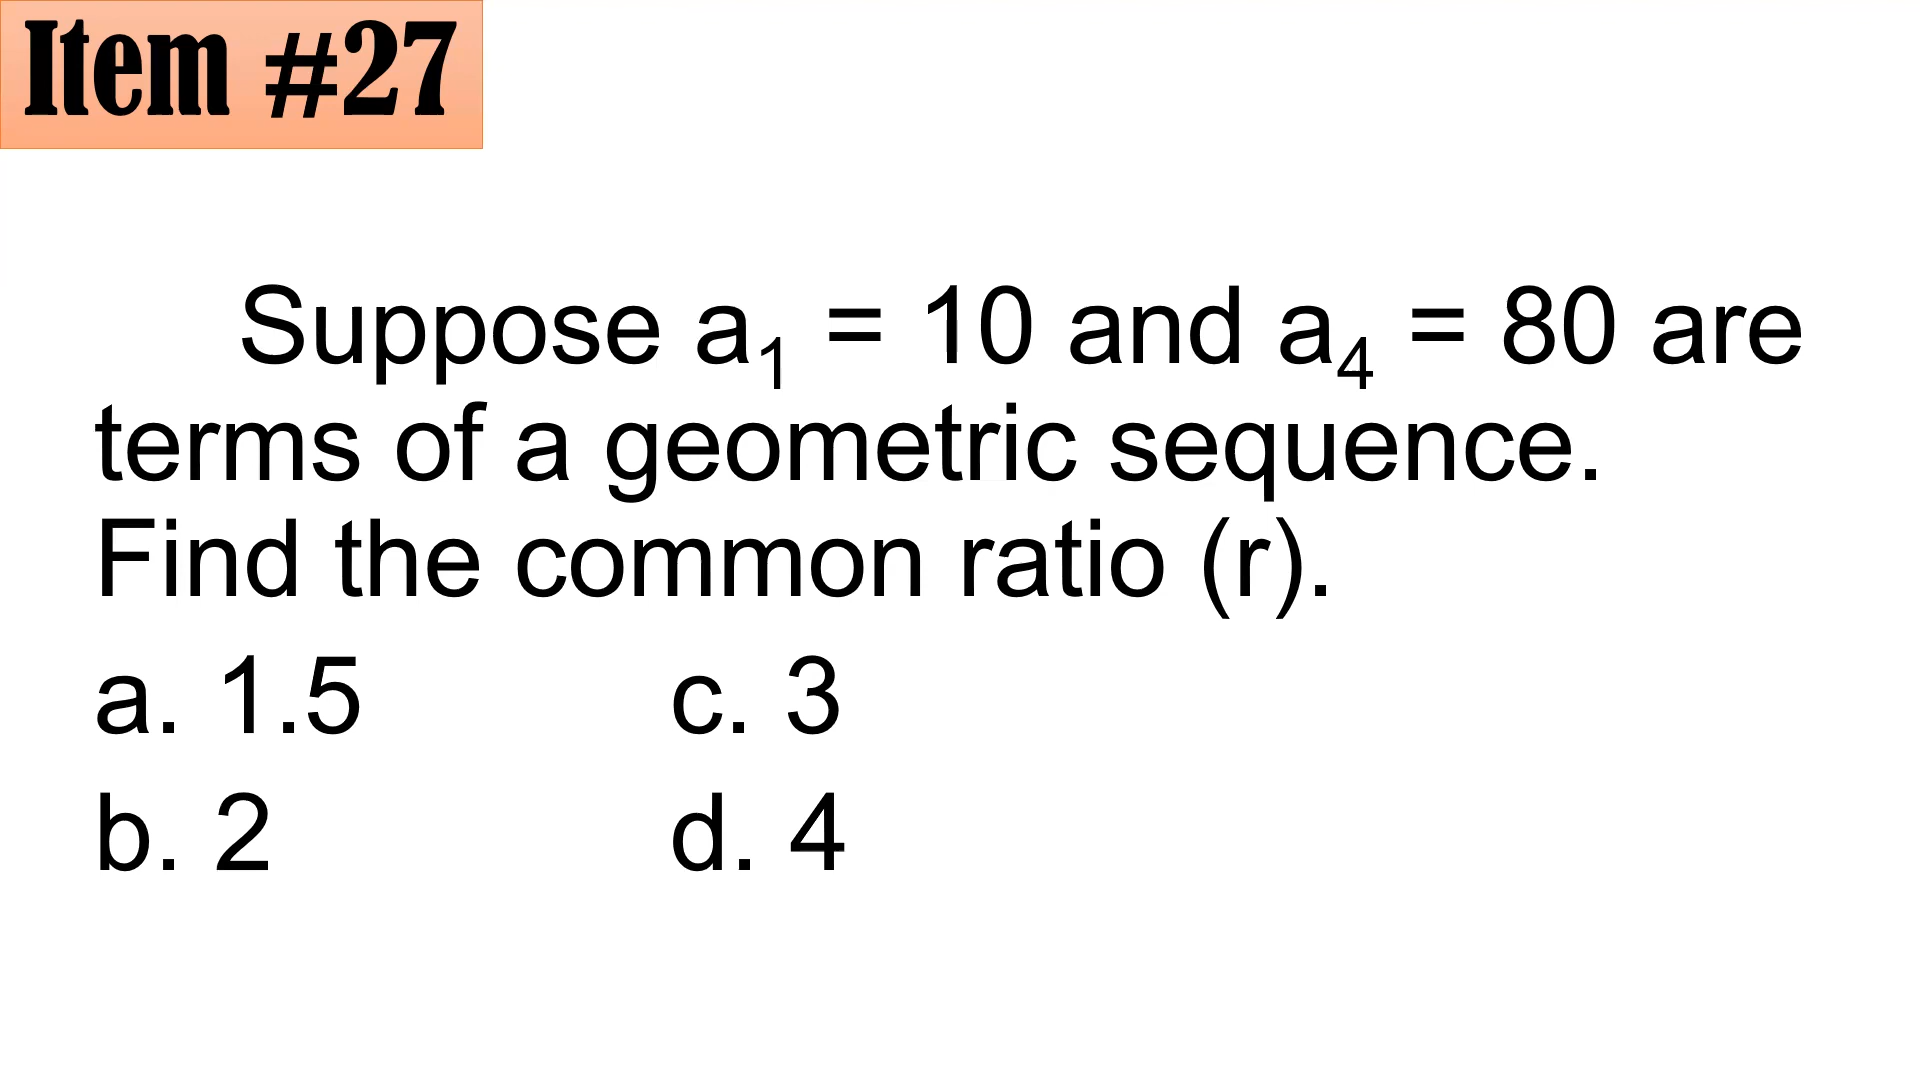 Item #27
Suppose a₁ = 10 and a₄ = 80 are
terms of a geometric sequence.
Find the common ratio (r).
a. 1.5 c. 3
b. 2 d. 4